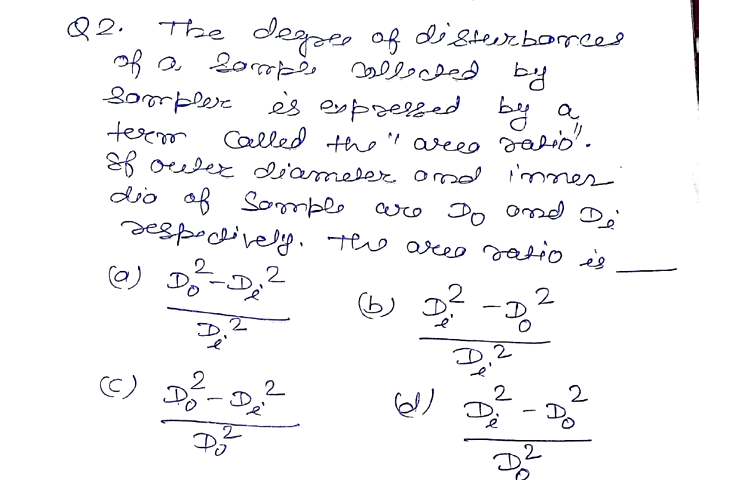 Q2. The degree of disturbances
of a sample collected by
sampler is expressed by a
term called the "area ratio".
If outer diameter and inner
dia of sample are Do and Di
respectively. The area ratio is ____
(a) Do² - Di² / Di²
(b) Di² - Do² / Di²
(c) Do² - Di² / Do²
(d) Di² - Do² / Do²